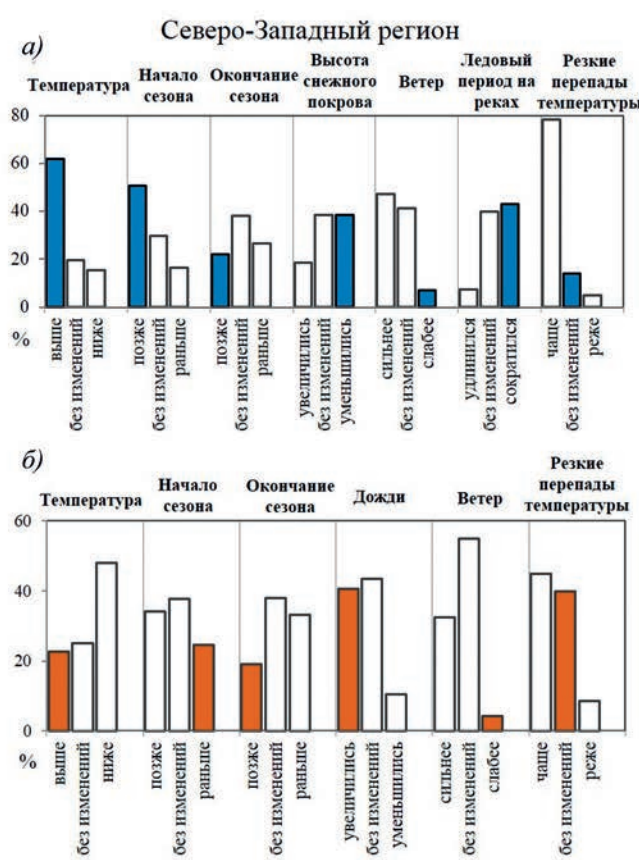 Северо-Западный регион
а)
Температура
Начало
сезона
Окончание
сезона
Высота
снежного
покрова
Ветер
Ледовый
период на
реках
Резкие
перепады
температуры
80
60
40
20
0
%
выше
без изменений
ниже
позже
без изменений
раньше
позже
без изменений
раньше
увеличились
без изменений
уменьшились
сильнее
без изменений
слабее
удлинился
без изменений
сократился
чаще
без изменений
реже
б)
Температура
Начало
сезона
Окончание
сезона
Дожди
Ветер
Резкие
перепады
температуры
60
40
20
0
%
выше
без изменений
ниже
позже
без изменений
раньше
позже
без изменений
раньше
увеличились
без изменений
уменьшились
сильнее
без изменений
слабее
чаще
без изменений
реже